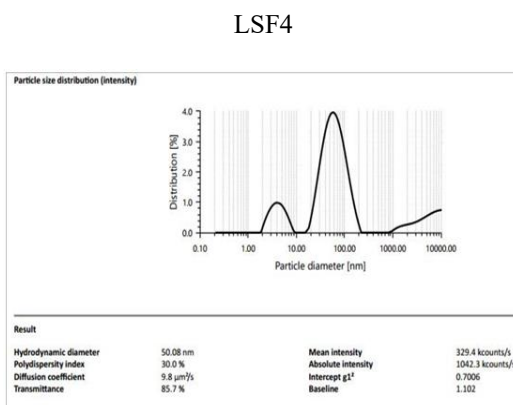 LSF4
Particle size distribution (intensity)
4.0
3.0
2.0
1.0
0.0
Distribution [%]
0.10 1.00 10.00 100.00 1000.00 10000.00
Particle diameter [nm]
Result
Hydrodynamic diameter 50.08 nm Mean intensity 329.4 kcounts/s
Polydispersity index 30.0 % Absolute intensity 1042.3 kcounts/s
Diffusion coefficient 9.8 µm²/s Intercept g1² 0.7006
Transmittance 85.7 % Baseline 1.102